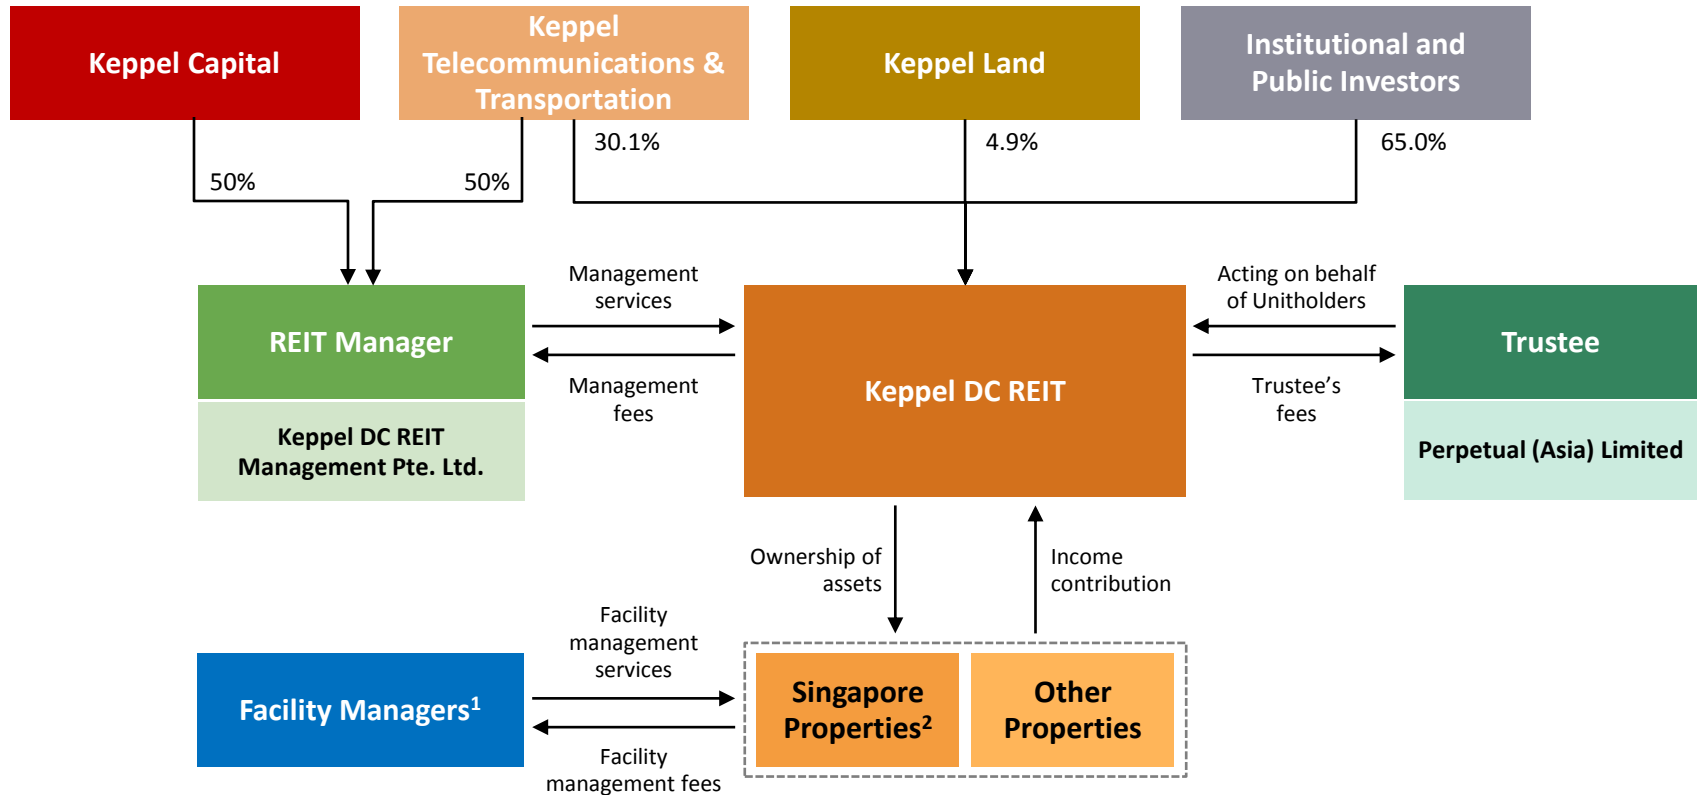 Keppel Capital
Keppel
Telecommunications &
Transportation
Keppel Land
Institutional and
Public Investors
50%
50%
30.1%
4.9%
65.0%
Management
services
Management
fees
Acting on behalf
of Unitholders
Trustee's
fees
REIT Manager
Keppel DC REIT
Management Pte. Ltd.
Keppel DC REIT
Trustee
Perpetual (Asia) Limited
Ownership of
assets
Income
contribution
Facility
management
services
Facility Managers¹
Facility
management fees
Singapore
Properties²
Other
Properties